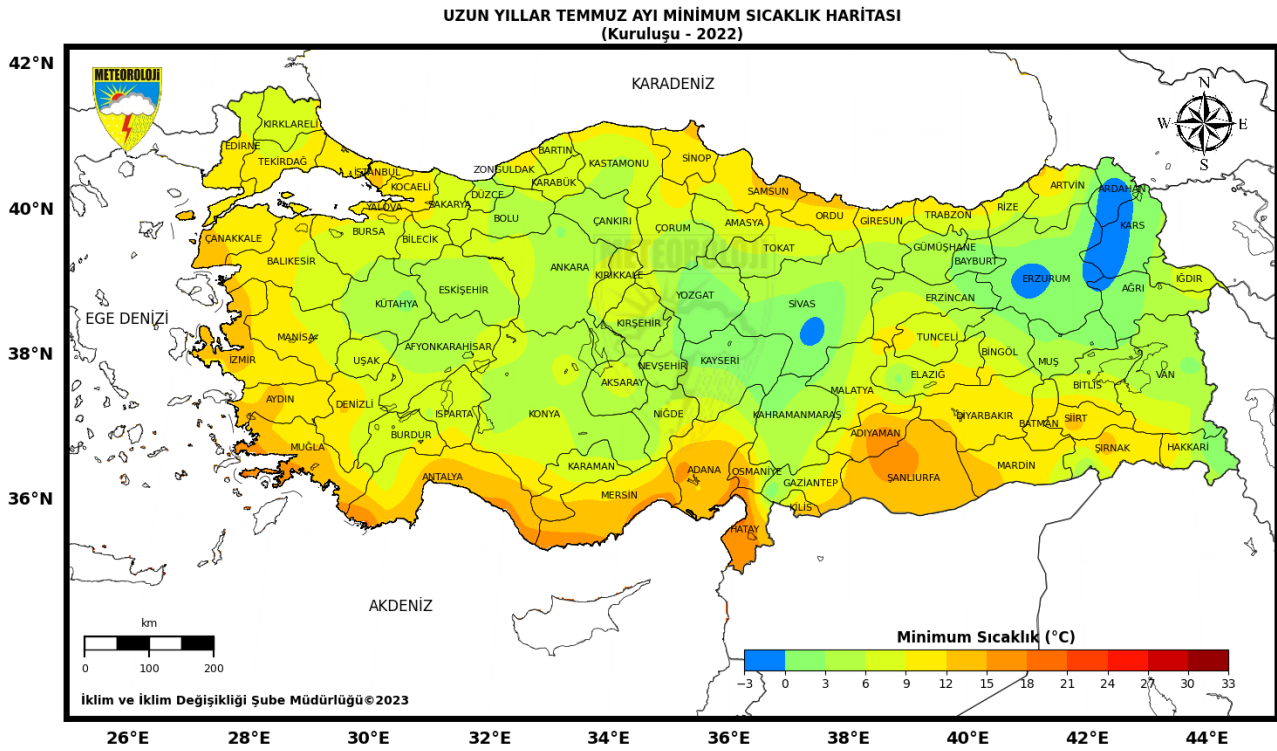 UZUN YILLAR TEMMUZ AYI MİNİMUM SICAKLIK HARİTASI
(Kuruluşu - 2022)
42°N
METEOROLOJİ
KARADENİZ
N
W E
S
KIRKLARELİ
EDİRNE
TEKİRDAĞ
İSTANBUL
KOCAELİ
YALOVA
SAKARYA
DÜZCE
ZONGULDAK
BARTIN
KARABÜK
KASTAMONU
SİNOP
SAMSUN
ORDU
GİRESUN
TRABZON
RİZE
ARTVİN
ARDAHAN
40°N
ÇANAKKALE
BALIKESİR
BURSA
BİLECİK
BOLU
ÇANKIRI
ÇORUM
AMASYA
TOKAT
GÜMÜŞHANE
BAYBURT
KARS
METEOROLOJİ
ANKARA
KIRIKKALE
KÜTAHYA
ESKİŞEHİR
YOZGAT
SİVAS
ERZİNCAN
ERZURUM
AĞRI
IĞDIR
EGE DENİZİ
38°N
MANİSA
İZMİR
UŞAK
AFYONKARAHİSAR
KIRŞEHİR
NEVŞEHİR
AKSARAY
KAYSERİ
MALATYA
TUNCELİ
ELAZIĞ
BİNGÖL
MUŞ
BİTLİS
VAN
AYDIN
DENİZLİ
ISPARTA
BURDUR
KONYA
NİĞDE
KAHRAMANMARAŞ
ADIYAMAN
DİYARBAKIR
BATMAN
SİİRT
ŞIRNAK
HAKKARİ
MUĞLA
ANTALYA
KARAMAN
MERSİN
ADANA
OSMANİYE
GAZİANTEP
KİLİS
ŞANLIURFA
MARDİN
36°N
HATAY
AKDENİZ
km
0 100 200
Minimum Sıcaklık (°C)
−3 0 3 6 9 12 15 18 21 24 27 30 33
İklim ve İklim Değişikliği Şube Müdürlüğü©2023
26°E 28°E 30°E 32°E 34°E 36°E 38°E 40°E 42°E 44°E